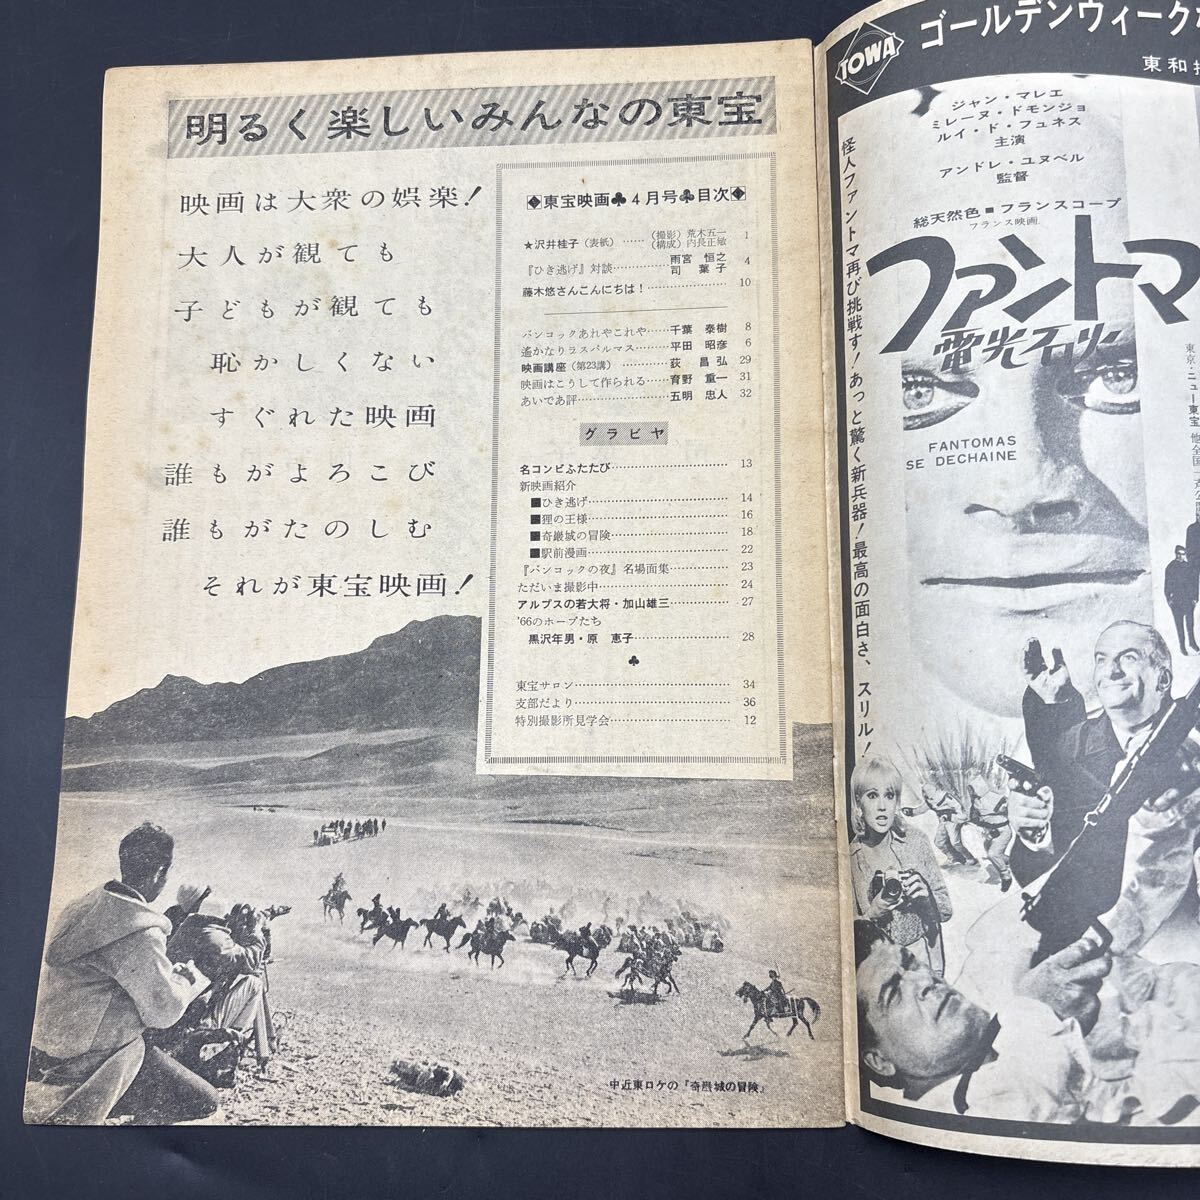 明るく楽しいみんなの東宝
映画は大衆の娯楽!
大人が観ても
子どもが観ても
恥かしくない
すぐれた映画
誰もがよろこび
誰もがたのしむ
それが東宝映画!
東宝映画♣4月号♣目次
★沢井桂子(表紙)……(撮影)荒木五一 (構成)内長正敏 1
『ひき逃げ』対談……雨宮恒之 司葉子 4
藤木悠さんこんにちは!…… 10
バンコックあれやこれや……千葉泰樹 8
遙かなりラスパルマス……平田昭彦 6
映画講座(第23講)……荻昌弘 29
映画はこうして作られる……育野重一 31
あいであ評……五明忠人 32
グラビヤ
名コンビふたたび…… 13
新映画紹介
■ひき逃げ…… 14
■狸の王様…… 16
■奇巌城の冒険…… 18
■駅前漫画…… 22
『バンコックの夜』名場面集…… 23
ただいま撮影中…… 24
アルプスの若大将・加山雄三…… 27
'66のホープたち
黒沢年男・原恵子…… 28
♣
東宝サロン…… 34
支部だより…… 36
特別撮影所見学会…… 12
中近東ロケの「奇巌城の冒険」
TOWA
ゴールデンウィーク
東和
ジャン・マレエ
ミレーヌ・ドモンジョ
ルイ・ド・フュネス
主演
アンドレ・ユヌベル
監督
総天然色■フランスコープ
フランス映画
ファントマ
電光石火
FANTOMAS
SE DECHAINE
怪人ファントマ再び挑戦す!あっと驚く新兵器!最高の面白さ、スリル!
東京・ニュー東宝
他全国一斉公開